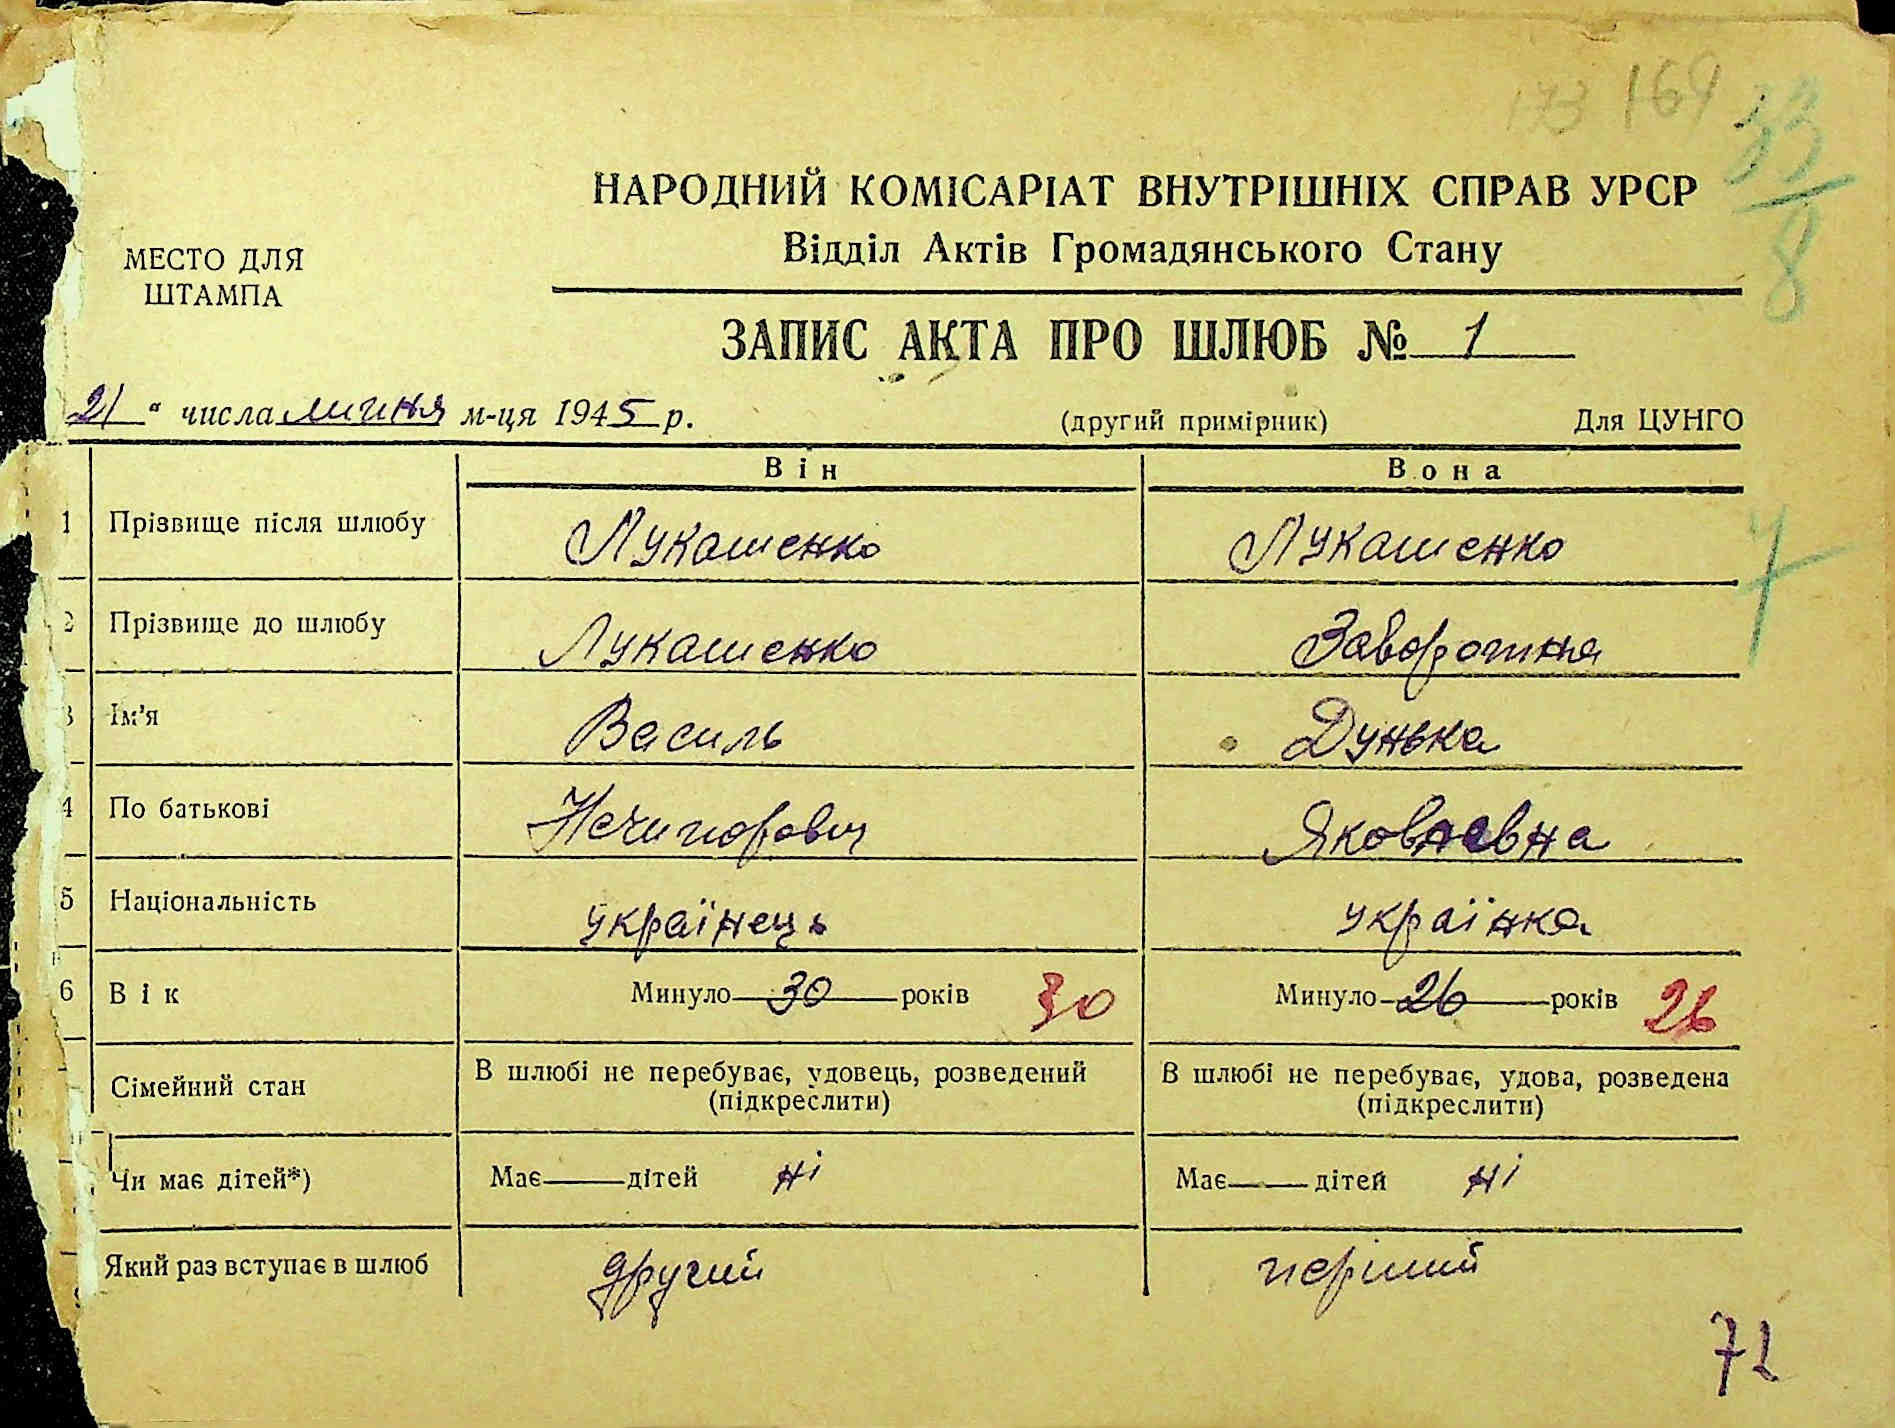 173 169 33/8
НАРОДНИЙ КОМІСАРІАТ ВНУТРІШНІХ СПРАВ УРСР
Відділ Актів Громадянського Стану
МЕСТО ДЛЯ
ШТАМПА
ЗАПИС АКТА ПРО ШЛЮБ № 1
21 " числа липня м-ця 1945 р. (другий примірник) Для ЦУНГО
Він Вона
1 Прізвище після шлюбу Лукашенко Лукашенко
2 Прізвище до шлюбу Лукашенко Заворотня
3 Ім'я Василь Дунька
4 По батькові Нечипорович Яковлевна
5 Національність українець українка
6 Вік Минуло 30 років 30 Минуло 26 років 26
Сімейний стан В шлюбі не перебуває, удовець, розведений (підкреслити) В шлюбі не перебуває, удова, розведена (підкреслити)
Чи має дітей*) Має дітей ні Має дітей ні
Який раз вступає в шлюб другий перший
72